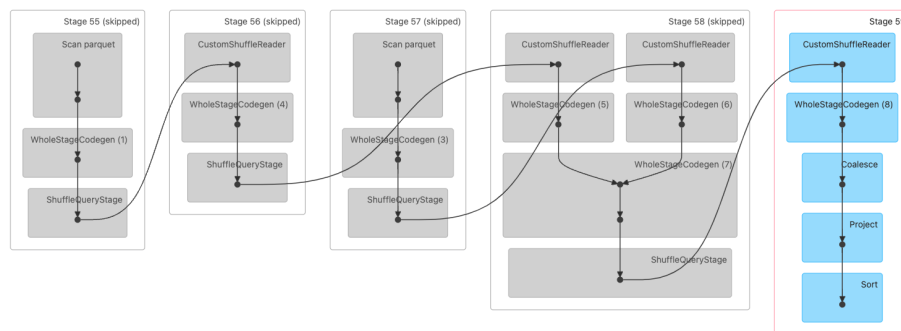 Stage 55 (skipped)
Scan parquet
WholeStageCodegen (1)
ShuffleQueryStage
Stage 56 (skipped)
CustomShuffleReader
WholeStageCodegen (4)
ShuffleQueryStage
Stage 57 (skipped)
Scan parquet
WholeStageCodegen (3)
ShuffleQueryStage
Stage 58 (skipped)
CustomShuffleReader
CustomShuffleReader
WholeStageCodegen (5)
WholeStageCodegen (6)
WholeStageCodegen (7)
ShuffleQueryStage
Stage
CustomShuffleReader
WholeStageCodegen (8)
Coalesce
Project
Sort